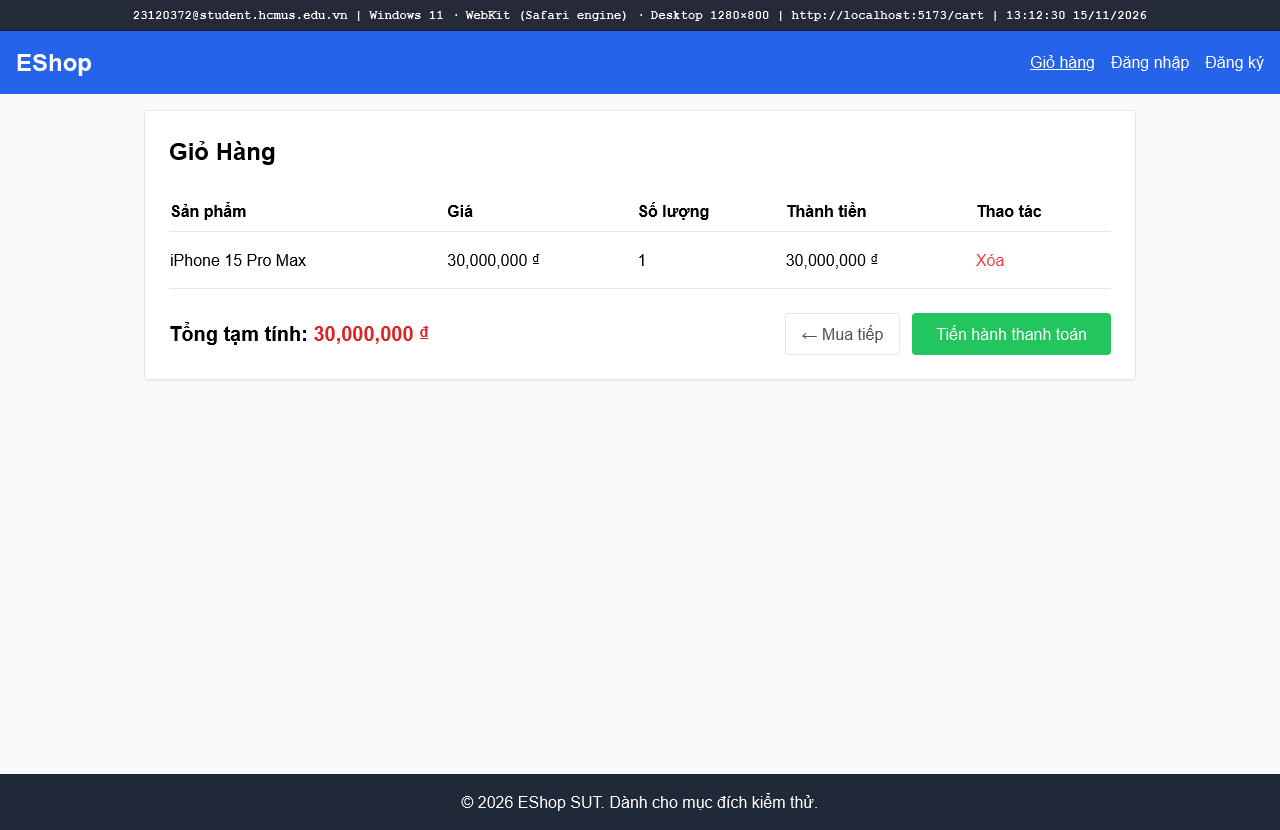 23120372@student.hcmus.edu.vn | Windows 11 · WebKit (Safari engine) · Desktop 1280×800 | http://localhost:5173/cart | 13:12:30 15/11/2026
EShop Giỏ hàng Đăng nhập Đăng ký
Giỏ Hàng
Sản phẩm Giá Số lượng Thành tiền Thao tác
iPhone 15 Pro Max 30,000,000 ₫ 1 30,000,000 ₫ Xóa
Tổng tạm tính: 30,000,000 ₫ ← Mua tiếp Tiến hành thanh toán
© 2026 EShop SUT. Dành cho mục đích kiểm thử.